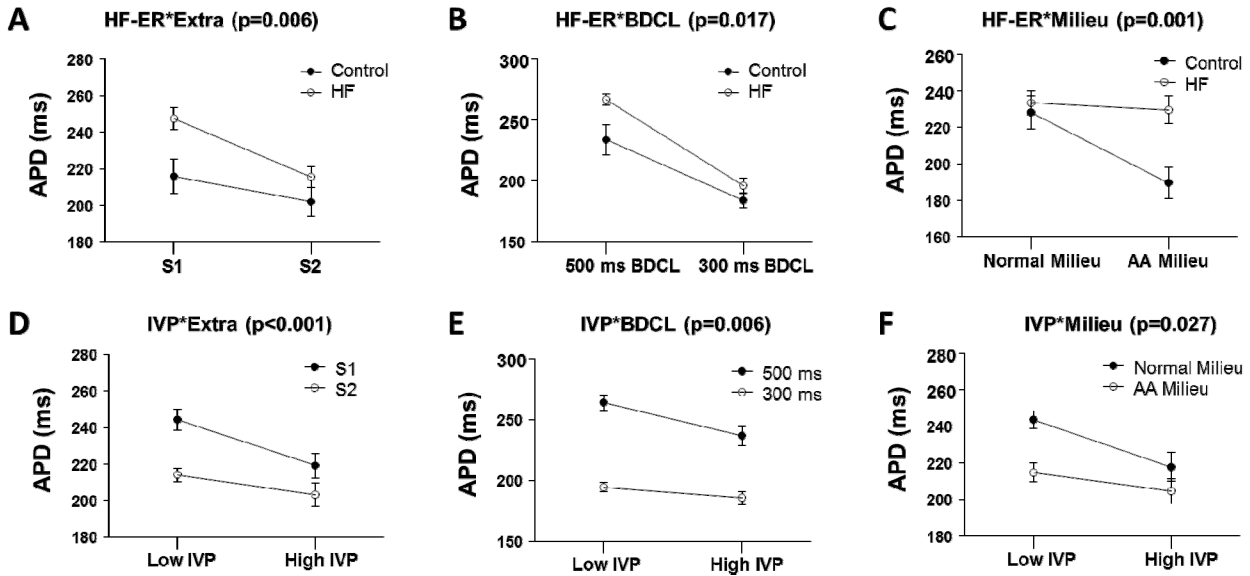 A
HF-ER*Extra (p=0.006)
APD (ms)
280
260
240
220
200
180
Control
HF
S1
S2
B
HF-ER*BDCL (p=0.017)
APD (ms)
300
250
200
150
Control
HF
500 ms BDCL
300 ms BDCL
C
HF-ER*Milieu (p=0.001)
APD (ms)
260
240
220
200
180
160
Control
HF
Normal Milieu
AA Milieu
D
IVP*Extra (p<0.001)
APD (ms)
280
260
240
220
200
180
S1
S2
Low IVP
High IVP
E
IVP*BDCL (p=0.006)
APD (ms)
300
250
200
150
500 ms
300 ms
Low IVP
High IVP
F
IVP*Milieu (p=0.027)
APD (ms)
280
260
240
220
200
180
Normal Milieu
AA Milieu
Low IVP
High IVP